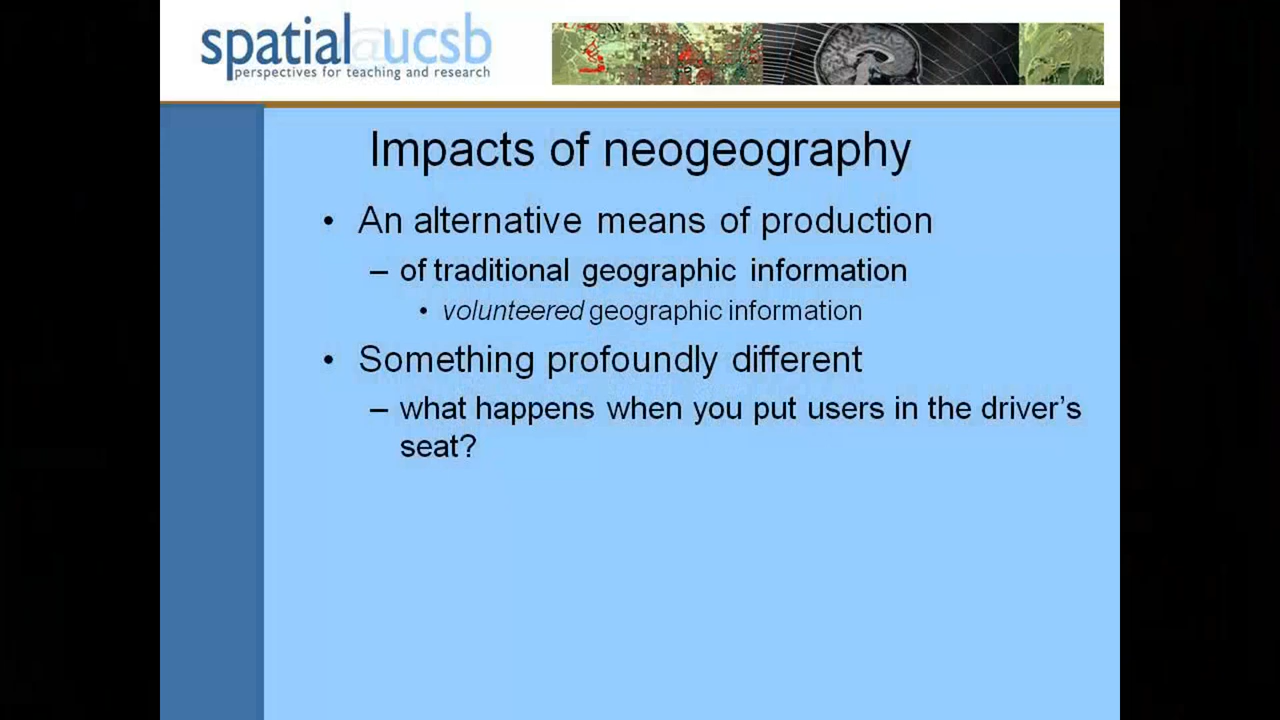 spatial@ucsb
perspectives for teaching and research
Impacts of neogeography
• An alternative means of production
– of traditional geographic information
• volunteered geographic information
• Something profoundly different
– what happens when you put users in the driver’s
seat?